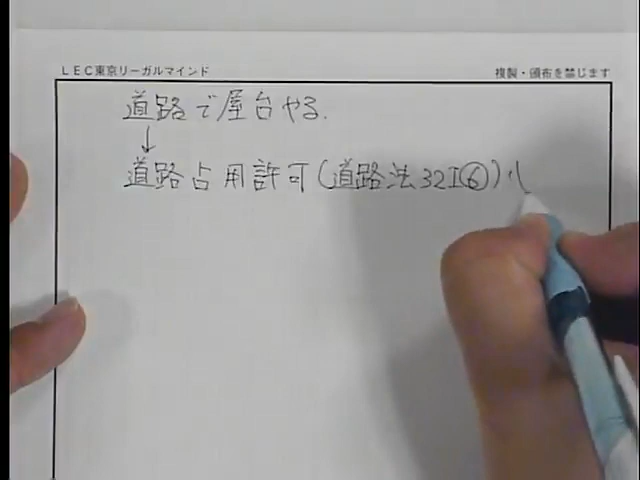 LEC東京リーガルマインド
複製・頒布を禁じます
道路で屋台やる.
↓
道路占用許可(道路法32I⑥)